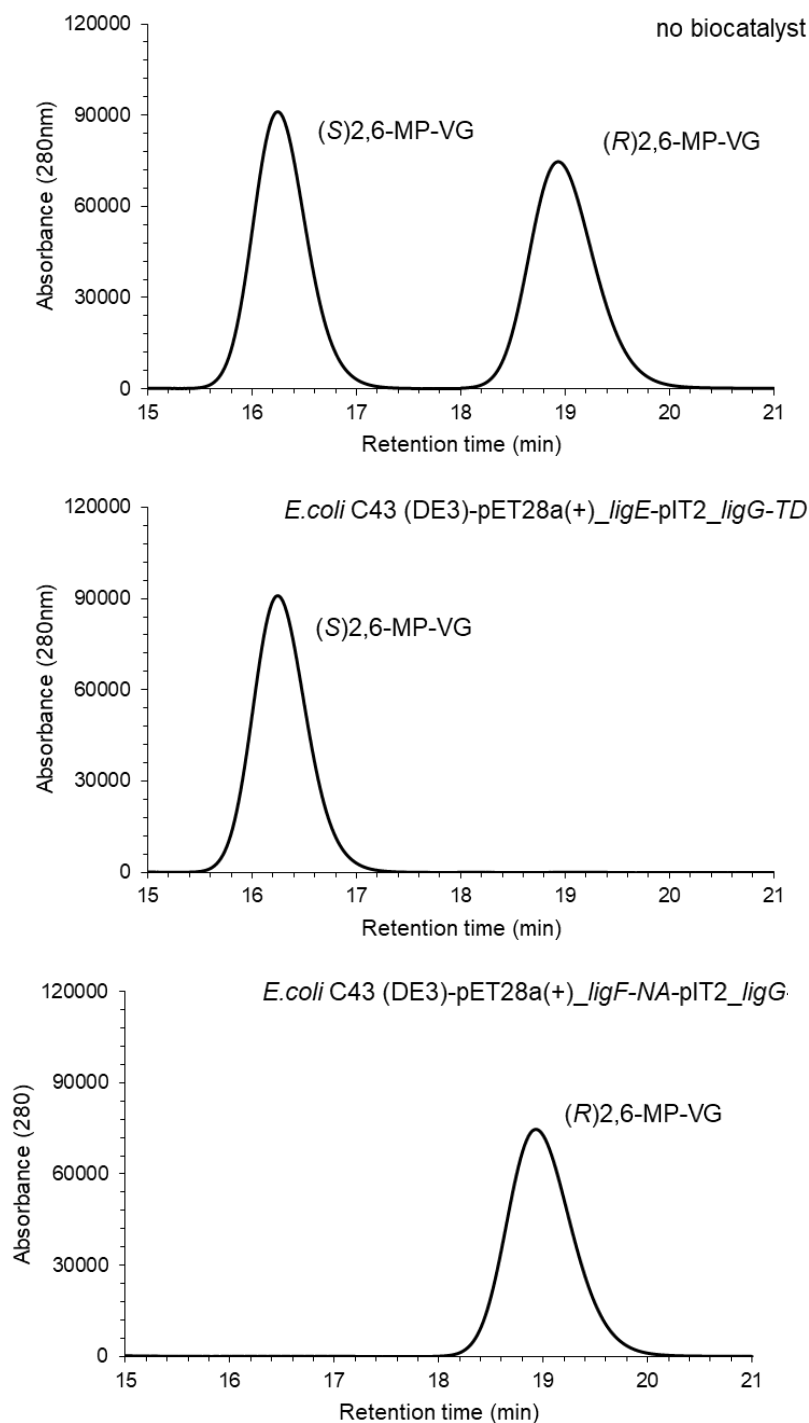 no biocatalyst
120000
90000
60000
30000
0
Absorbance (280nm)
(S)2,6-MP-VG
(R)2,6-MP-VG
15 16 17 18 19 20 21
Retention time (min)
E.coli C43 (DE3)-pET28a(+)_ligE-pIT2_ligG-TD
120000
90000
60000
30000
0
Absorbance (280nm)
(S)2,6-MP-VG
15 16 17 18 19 20 21
Retention time (min)
E.coli C43 (DE3)-pET28a(+)_ligF-NA-pIT2_ligG-
120000
90000
60000
30000
0
Absorbance (280)
(R)2,6-MP-VG
15 16 17 18 19 20 21
Retention time (min)